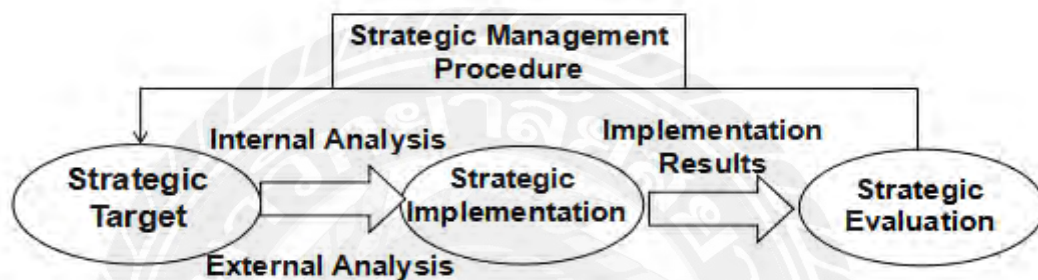 Strategic Management
Procedure
Internal Analysis
Implementation
Results
Strategic
Target
Strategic
Implementation
Strategic
Evaluation
External Analysis